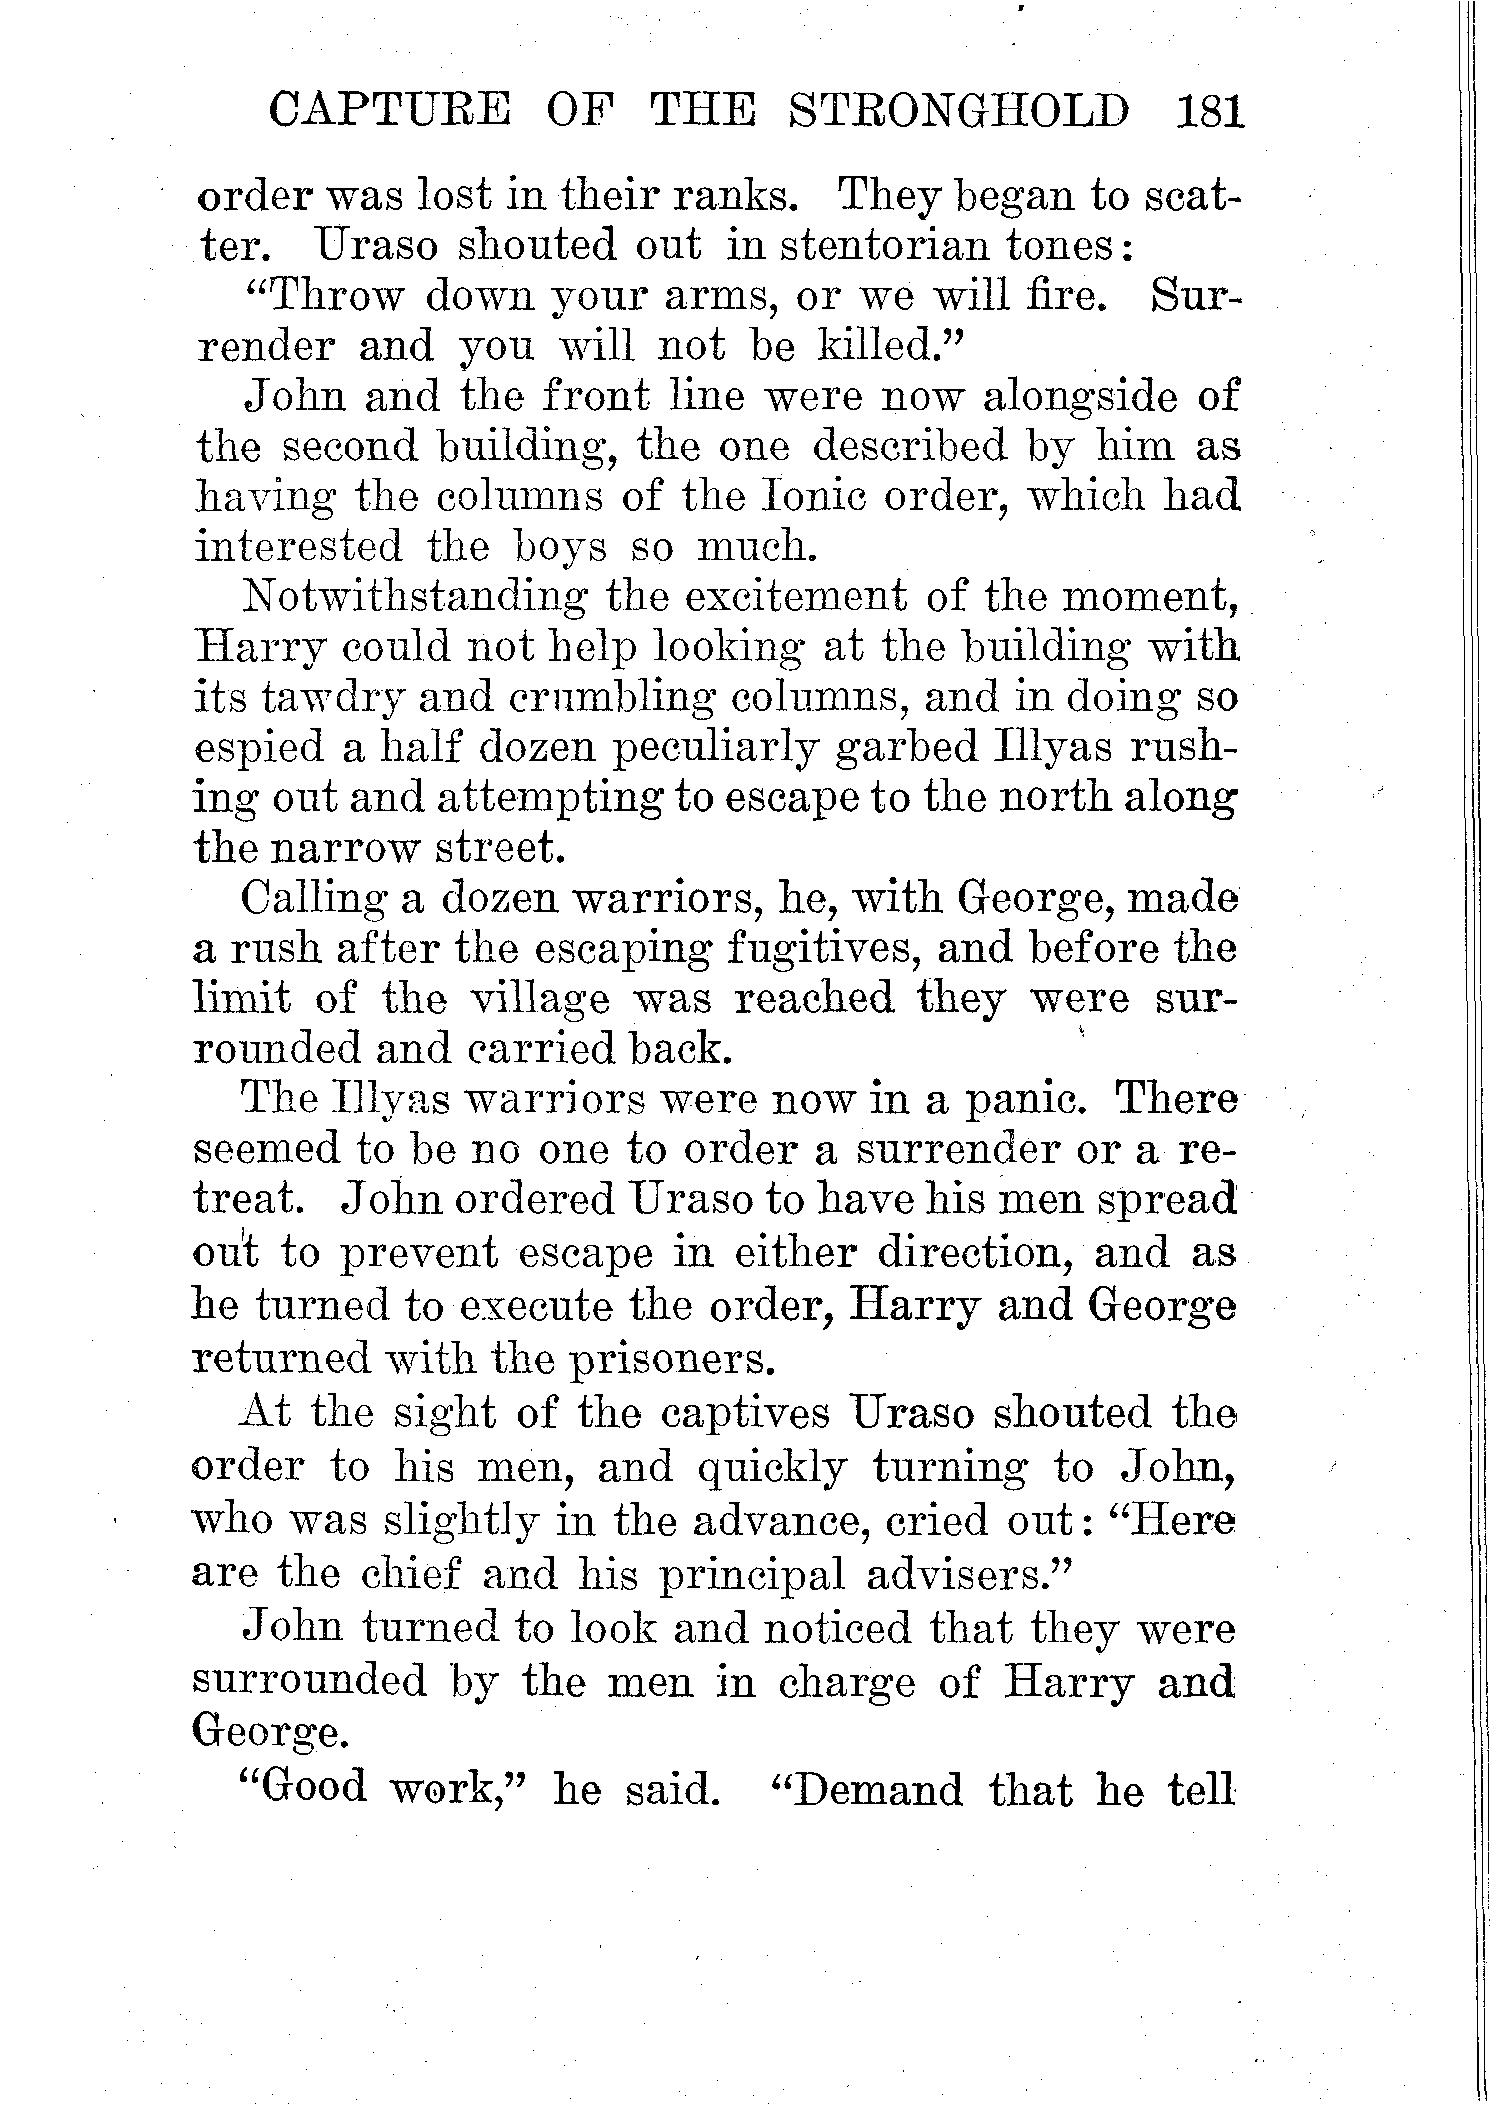 CAPTURE OF THE STRONGHOLD 181
order was lost in their ranks. They began to scat-
ter. Uraso shouted out in stentorian tones:
“Throw down your arms, or we will fire. Sur-
render and you will not be killed.”
John and the front line were now alongside of
the second building, the one described by him as
having the columns of the Ionic order, which had
interested the boys so much.
Notwithstanding the excitement of the moment,
Harry could not help looking at the building with
its tawdry and crumbling columns, and in doing so
espied a half dozen peculiarly garbed Illyas rush-
ing out and attempting to escape to the north along
the narrow street.
Calling a dozen warriors, he, with George, made
a rush after the escaping fugitives, and before the
limit of the village was reached they were sur-
rounded and carried back.
The Illyas warriors were now in a panic. There
seemed to be no one to order a surrender or a re-
treat. John ordered Uraso to have his men spread
out to prevent escape in either direction, and as
he turned to execute the order, Harry and George
returned with the prisoners.
At the sight of the captives Uraso shouted the
order to his men, and quickly turning to John,
who was slightly in the advance, cried out: “Here
are the chief and his principal advisers.”
John turned to look and noticed that they were
surrounded by the men in charge of Harry and
George.
“Good work,” he said. “Demand that he tell